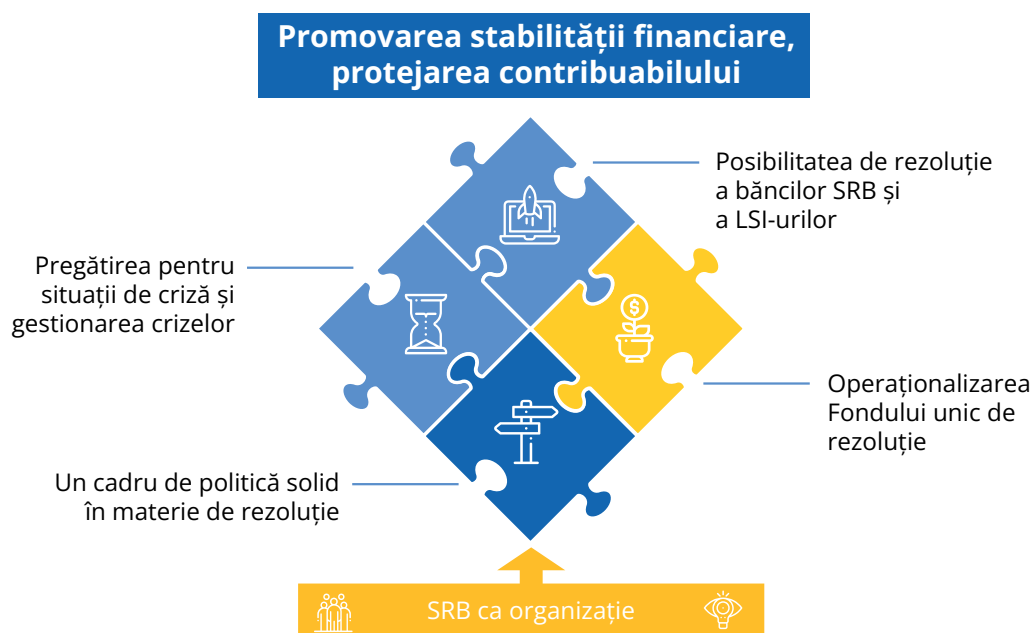 Promovarea stabilității financiare,
protejarea contribuabilului
Posibilitatea de rezoluție
a băncilor SRB și
a LSI-urilor
Pregătirea pentru
situații de criză și
gestionarea crizelor
$
Operaționalizarea
Fondului unic de
rezoluție
Un cadru de politică solid
în materie de rezoluție
SRB ca organizație